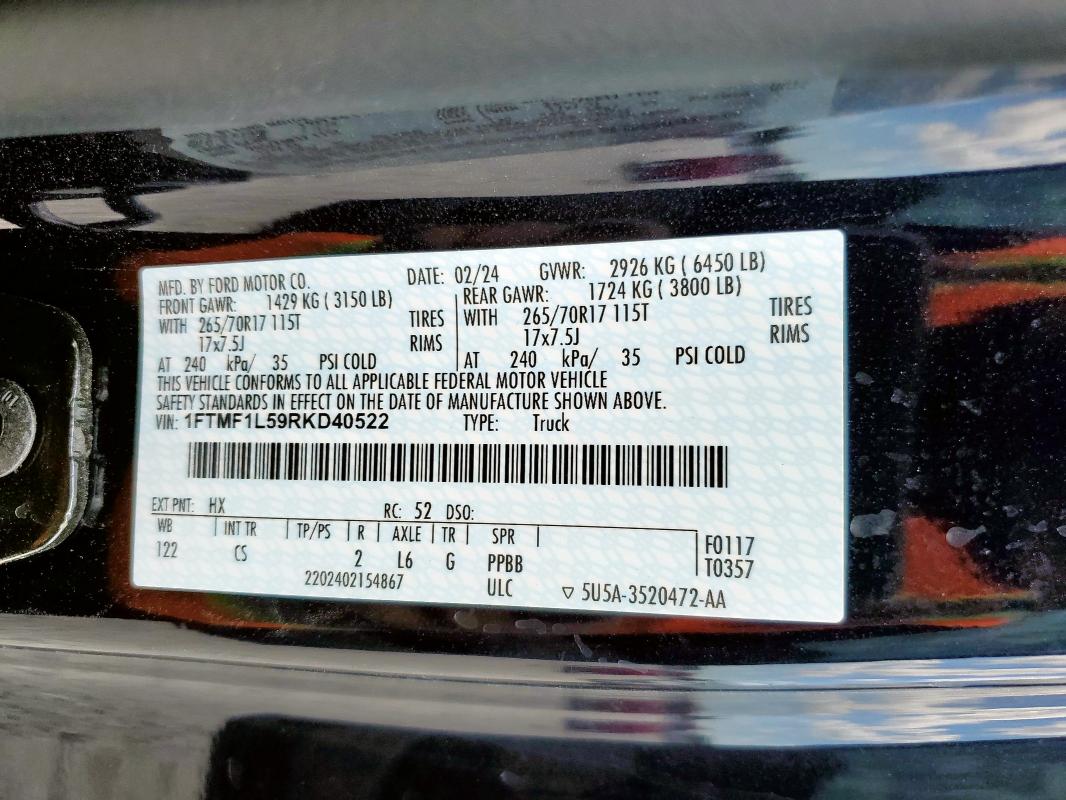 MFD. BY FORD MOTOR CO. DATE: 02/24 GVWR: 2926 KG ( 6450 LB)
FRONT GAWR: 1429 KG ( 3150 LB) REAR GAWR: 1724 KG ( 3800 LB)
WITH 265/70R17 115T TIRES WITH 265/70R17 115T TIRES
17x7.5J RIMS 17x7.5J RIMS
AT 240 kPa/ 35 PSI COLD AT 240 kPa/ 35 PSI COLD
THIS VEHICLE CONFORMS TO ALL APPLICABLE FEDERAL MOTOR VEHICLE
SAFETY STANDARDS IN EFFECT ON THE DATE OF MANUFACTURE SHOWN ABOVE.
VIN: 1FTMF1L59RKD40522 TYPE: Truck
EXT PNT: HX RC: 52 DSO:
WB INT TR TP/PS R AXLE TR SPR
122 CS 2 L6 G PPBB F0117
T0357
2202402154867 ULC ▽ 5U5A-3520472-AA